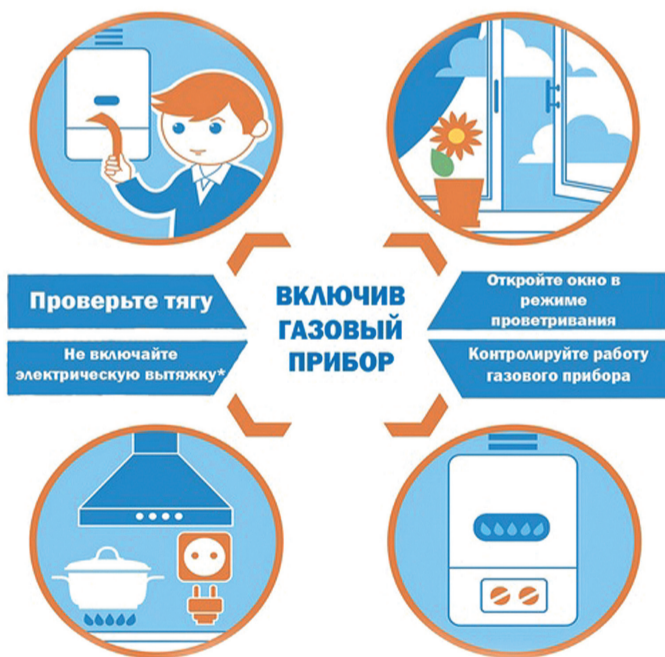 Проверьте тягу
Не включайте
электрическую вытяжку*
ВКЛЮЧИВ
ГАЗОВЫЙ
ПРИБОР
Откройте окно в
режиме
проветривания
Контролируйте работу
газового прибора